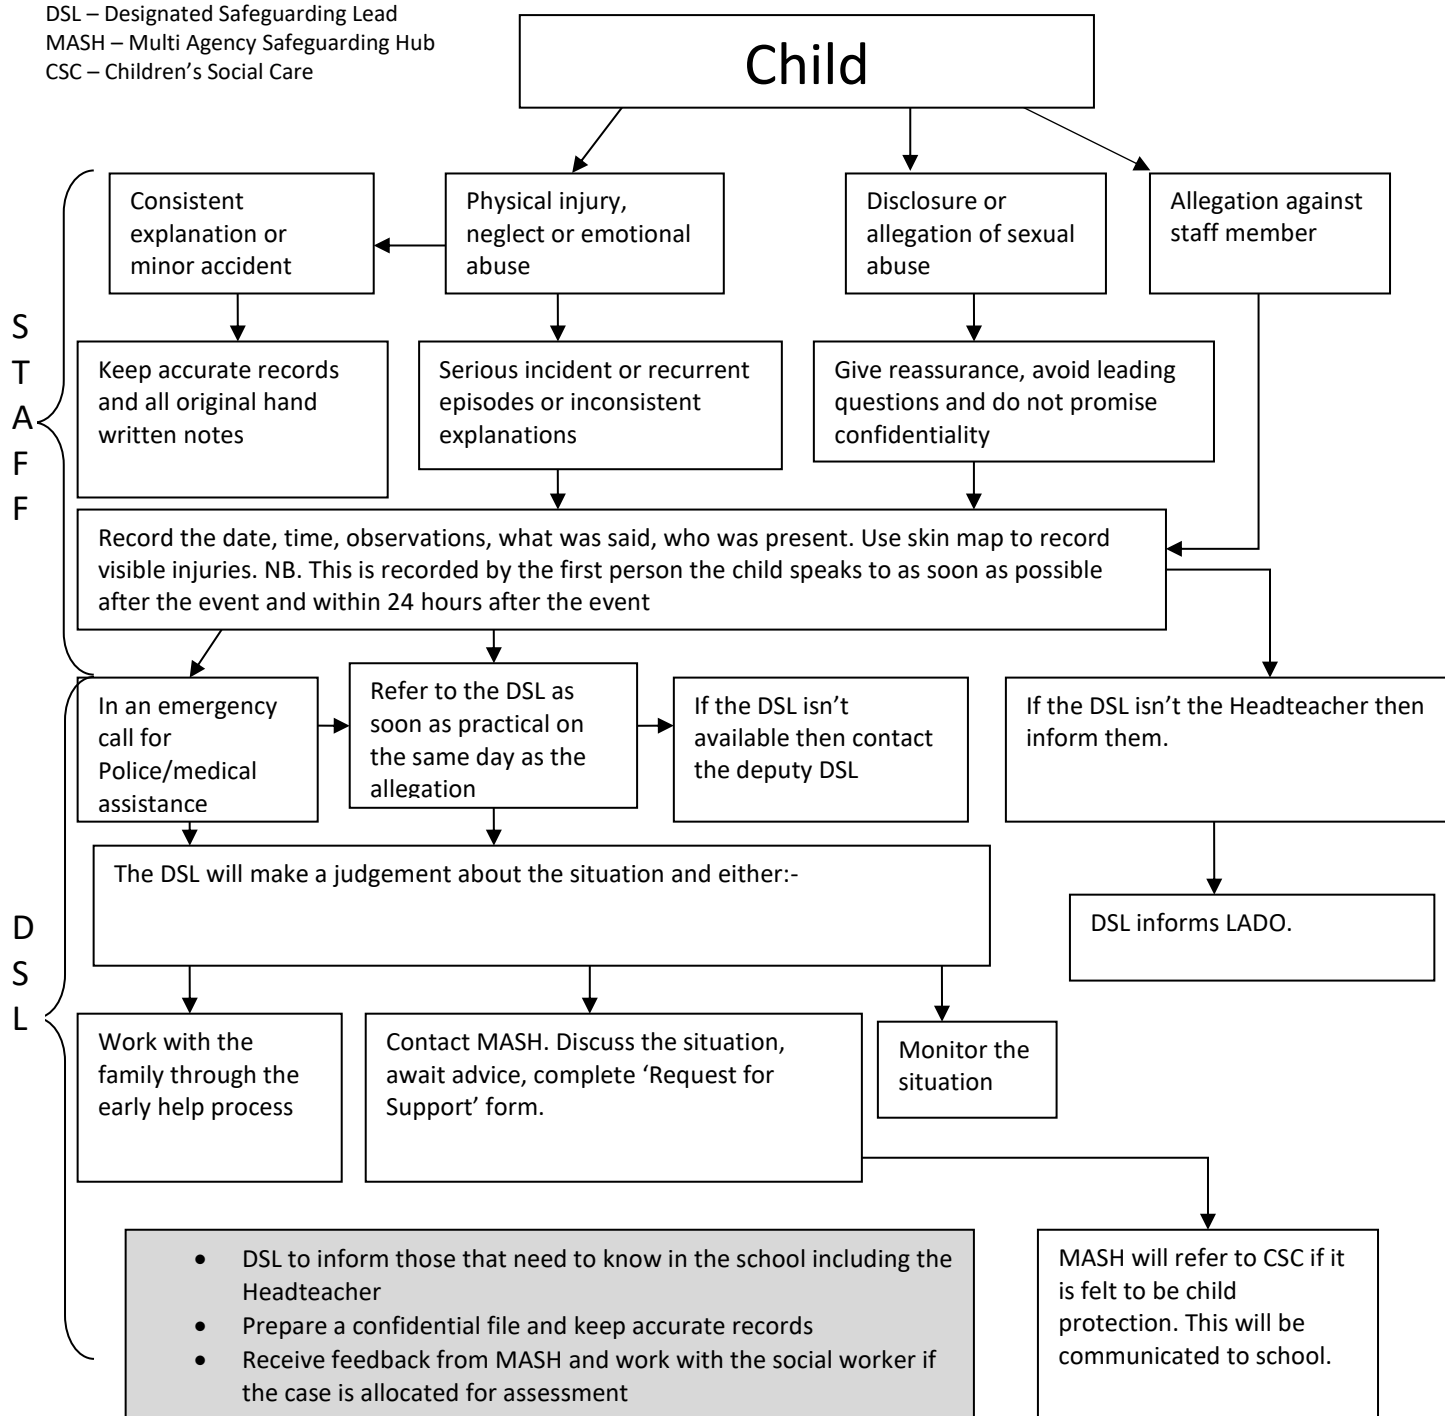 DSL – Designated Safeguarding Lead
MASH – Multi Agency Safeguarding Hub
CSC – Children's Social Care
Child
Consistent
explanation or
minor accident
Physical injury,
neglect or emotional
abuse
Disclosure or
allegation of sexual
abuse
Allegation against
staff member
S
T
A
F
F
Keep accurate records
and all original hand
written notes
Serious incident or recurrent
episodes or inconsistent
explanations
Give reassurance, avoid leading
questions and do not promise
confidentiality
Record the date, time, observations, what was said, who was present. Use skin map to record
visible injuries. NB. This is recorded by the first person the child speaks to as soon as possible
after the event and within 24 hours after the event
In an emergency
call for
Police/medical
assistance
Refer to the DSL as
soon as practical on
the same day as the
allegation
If the DSL isn't
available then contact
the deputy DSL
If the DSL isn't the Headteacher then
inform them.
D
S
L
The DSL will make a judgement about the situation and either:-
DSL informs LADO.
Work with the
family through the
early help process
Contact MASH. Discuss the situation,
await advice, complete 'Request for
Support' form.
Monitor the
situation
• DSL to inform those that need to know in the school including the
Headteacher
• Prepare a confidential file and keep accurate records
• Receive feedback from MASH and work with the social worker if
the case is allocated for assessment
MASH will refer to CSC if it
is felt to be child
protection. This will be
communicated to school.